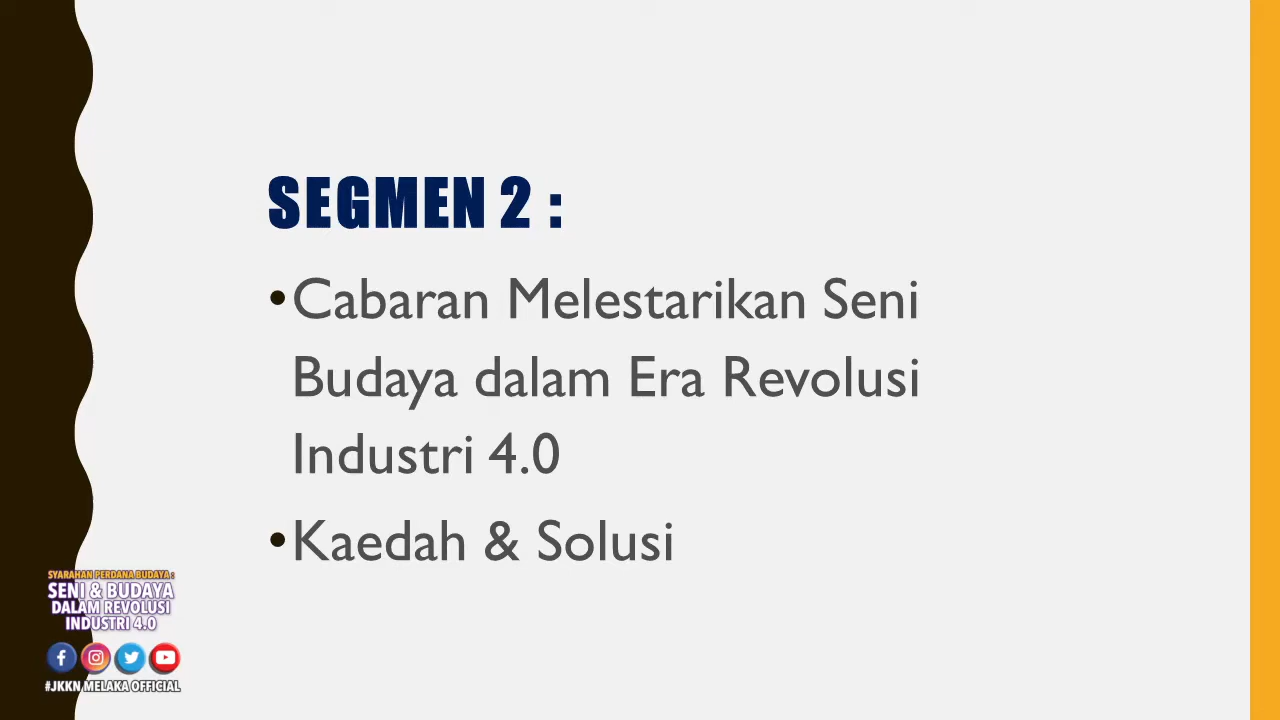 SEGMEN 2 :
•Cabaran Melestarikan Seni
Budaya dalam Era Revolusi
Industri 4.0
•Kaedah & Solusi
SYARAHAN PERDANA BUDAYA :
SENI & BUDAYA
DALAM REVOLUSI
INDUSTRI 4.0
#JKKN MELAKA OFFICIAL